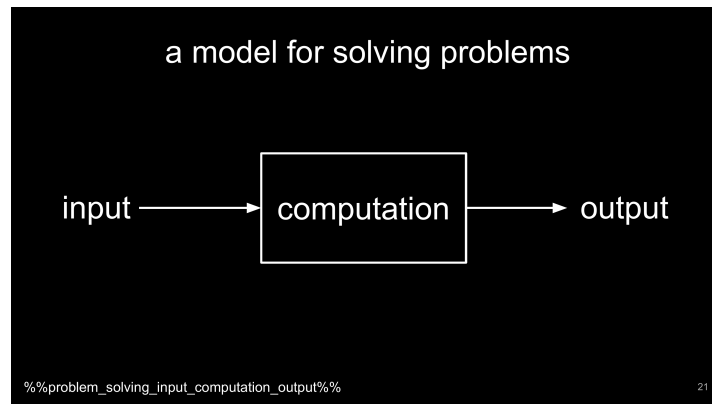 a model for solving problems
input
computation
output
%%problem_solving_input_computation_output%%
21